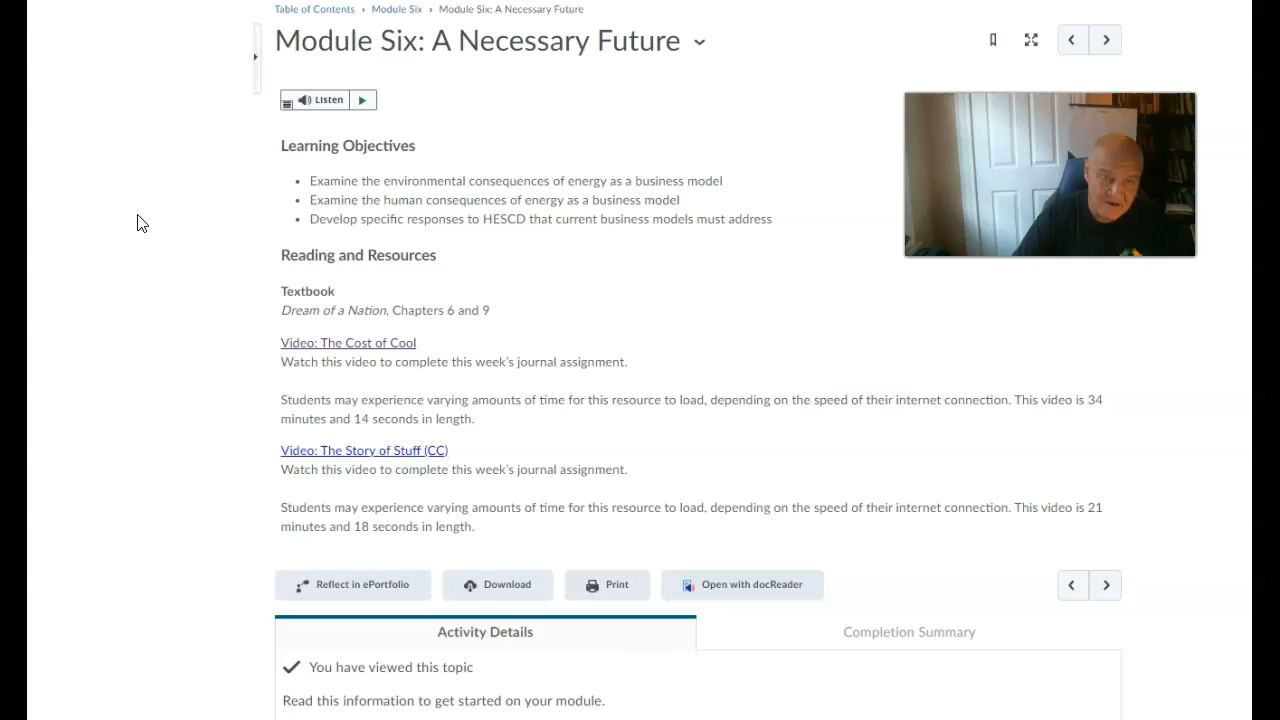 Table of Contents › Module Six › Module Six: A Necessary Future
Module Six: A Necessary Future
Listen
Learning Objectives
• Examine the environmental consequences of energy as a business model
• Examine the human consequences of energy as a business model
• Develop specific responses to HESCD that current business models must address
Reading and Resources
Textbook
Dream of a Nation, Chapters 6 and 9
Video: The Cost of Cool
Watch this video to complete this week's journal assignment.
Students may experience varying amounts of time for this resource to load, depending on the speed of their internet connection. This video is 34
minutes and 14 seconds in length.
Video: The Story of Stuff (CC)
Watch this video to complete this week's journal assignment.
Students may experience varying amounts of time for this resource to load, depending on the speed of their internet connection. This video is 21
minutes and 18 seconds in length.
Reflect in ePortfolio Download Print Open with docReader
Activity Details Completion Summary
You have viewed this topic
Read this information to get started on your module.